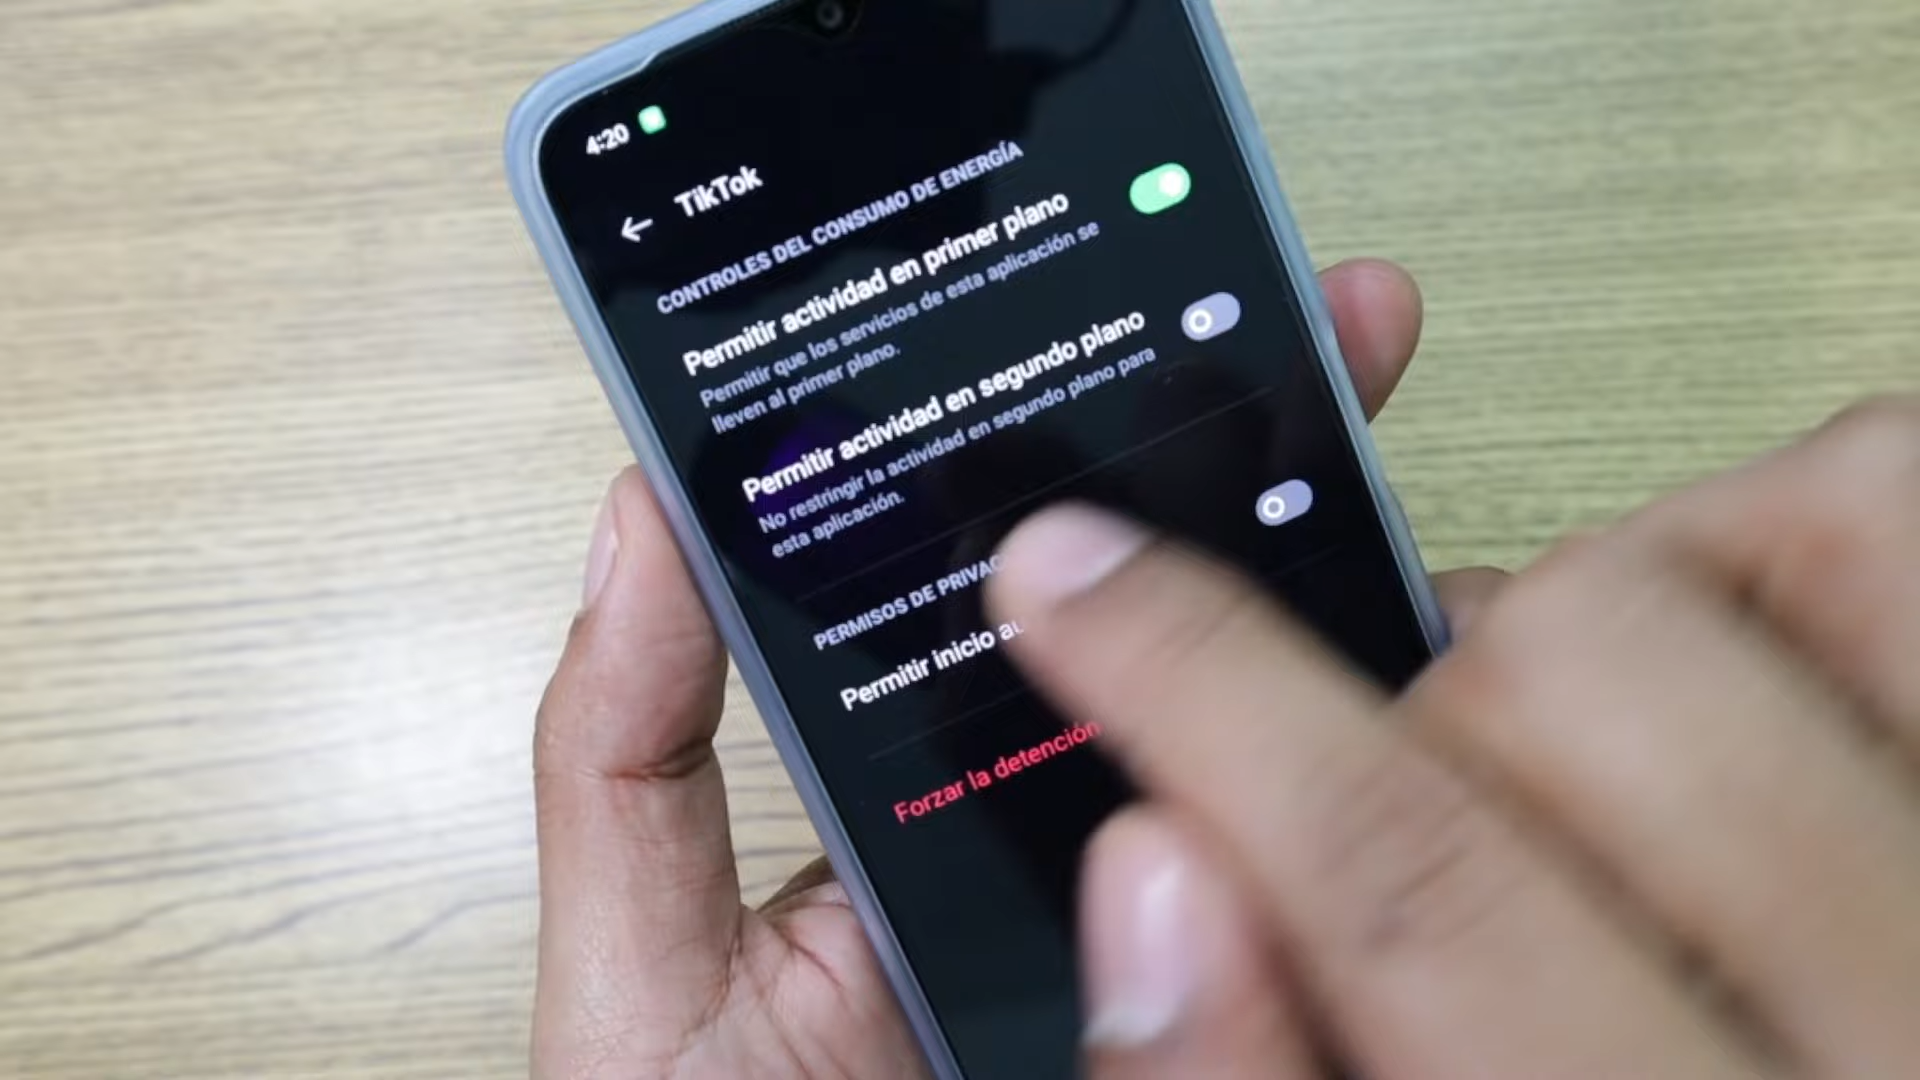 4:20
TikTok
CONTROLES DEL CONSUMO DE ENERGÍA
Permitir actividad en primer plano
Permitir que los servicios de esta aplicación se
lleven al primer plano.
Permitir actividad en segundo plano
No restringir la actividad en segundo plano para
esta aplicación.
PERMISOS DE
Permitir inicio
Forzar la detención